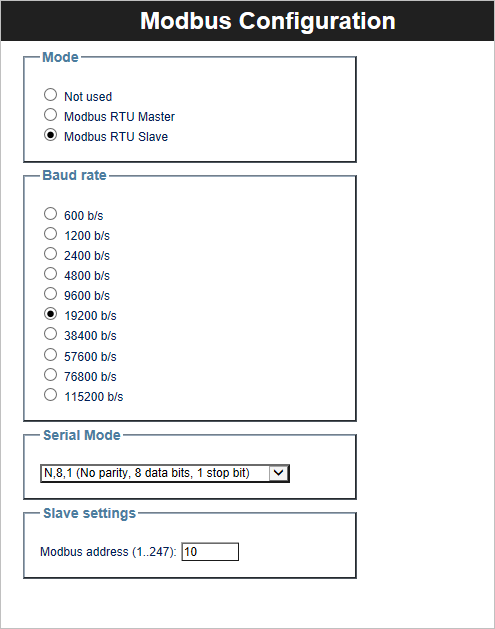 Modbus Configuration
Mode
Not used
Modbus RTU Master
Modbus RTU Slave
Baud rate
600 b/s
1200 b/s
2400 b/s
4800 b/s
9600 b/s
19200 b/s
38400 b/s
57600 b/s
76800 b/s
115200 b/s
Serial Mode
N,8,1 (No parity, 8 data bits, 1 stop bit)
Slave settings
Modbus address (1..247): 10